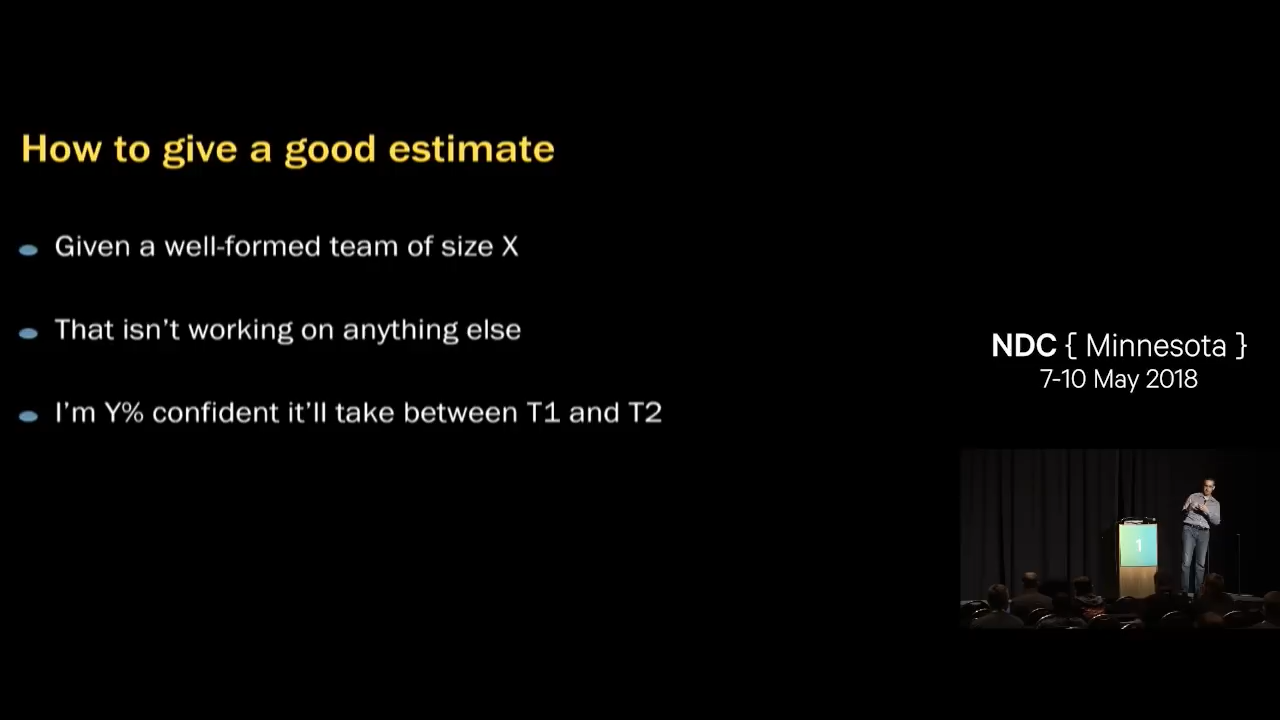 How to give a good estimate
Given a well-formed team of size X
That isn't working on anything else
I'm Y% confident it'll take between T1 and T2
NDC { Minnesota }
7-10 May 2018
1